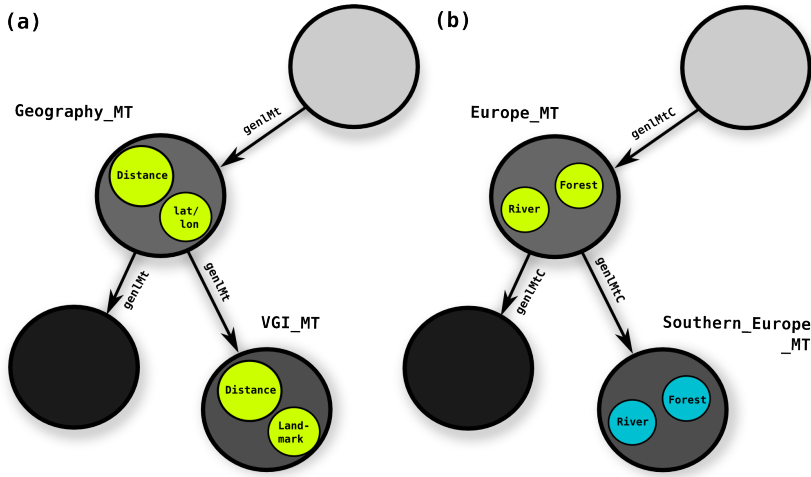 (a)
genlMt
Geography_MT
Distance
lat/
lon
genlMt
genlMt
VGI_MT
Distance
Land-
mark
(b)
genlMtC
Europe_MT
Forest
River
genlMtC
genlMtC
Southern_Europe
_MT
Forest
River